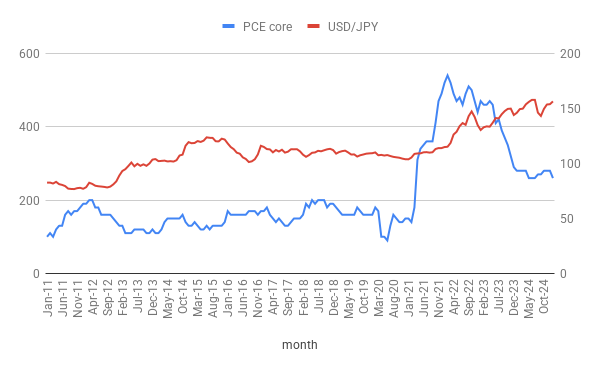 PCE core USD/JPY
600 200
400 150
200 100
0 50
0
Jan-11 Jun-11 Nov-11 Apr-12 Sep-12 Feb-13 Jul-13 Dec-13 May-14 Oct-14 Mar-15 Aug-15 Jan-16 Jun-16 Nov-16 Apr-17 Sep-17 Feb-18 Jul-18 Dec-18 May-19 Oct-19 Mar-20 Aug-20 Jan-21 Jun-21 Nov-21 Apr-22 Sep-22 Feb-23 Jul-23 Dec-23 May-24 Oct-24
month